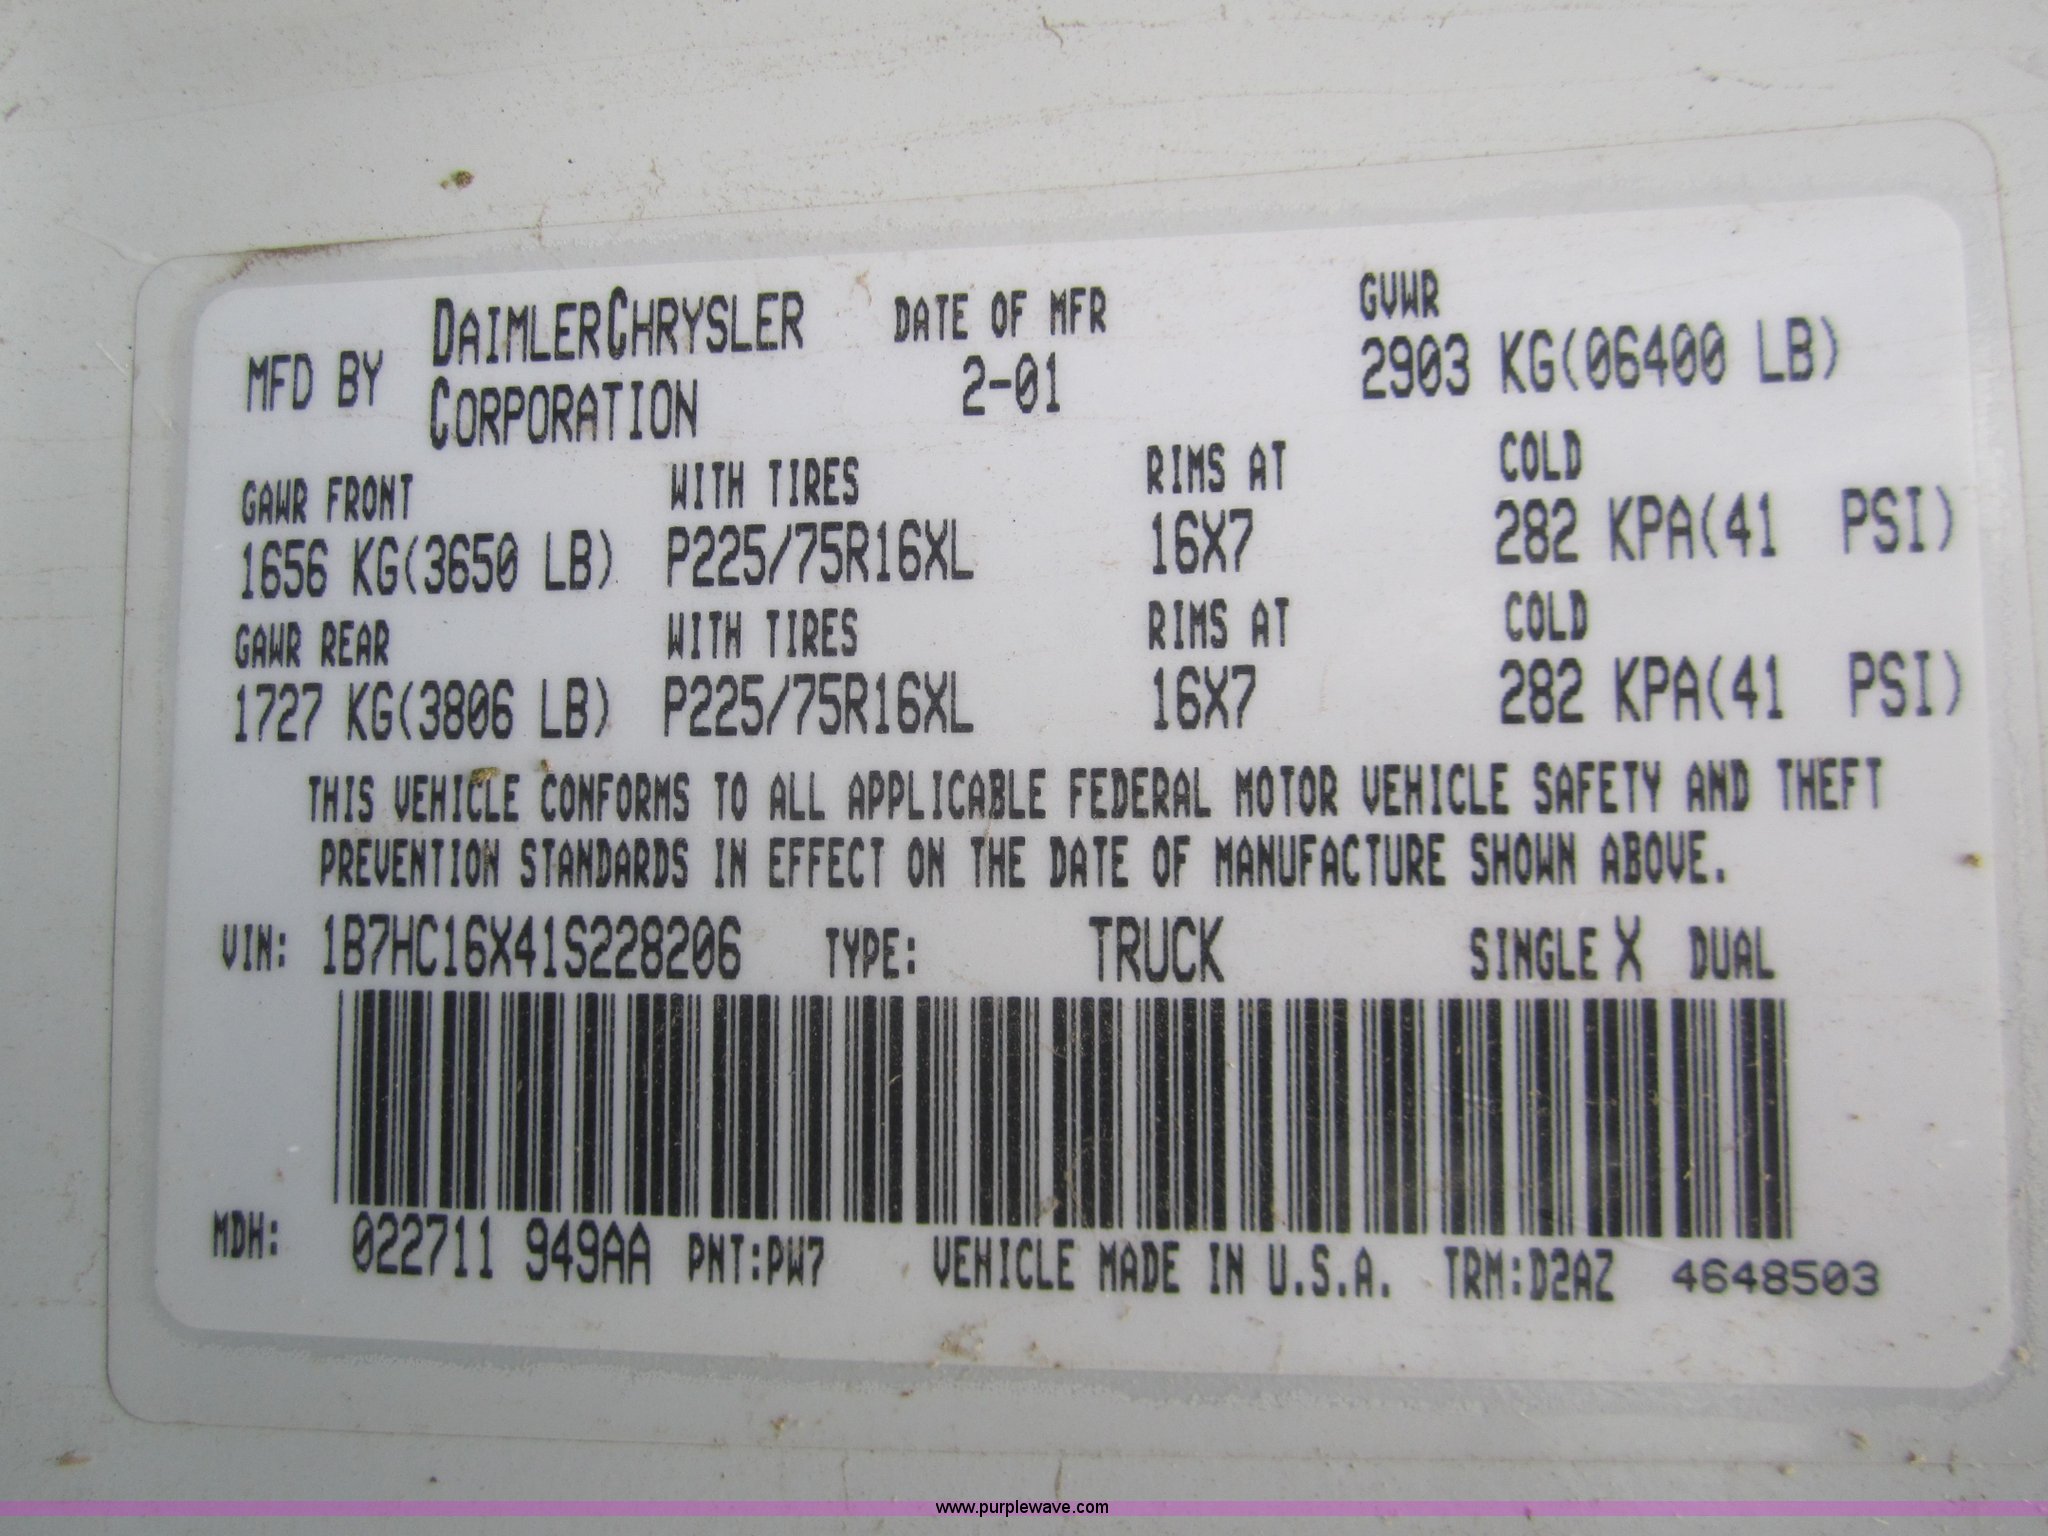 MFD BY DAIMLERCHRYSLER CORPORATION DATE OF MFR 2-01 GVWR 2903 KG(06400 LB)
GAWR FRONT WITH TIRES RIMS AT COLD
1656 KG(3650 LB) P225/75R16XL 16X7 282 KPA(41 PSI)
GAWR REAR WITH TIRES RIMS AT COLD
1727 KG(3806 LB) P225/75R16XL 16X7 282 KPA(41 PSI)
THIS VEHICLE CONFORMS TO ALL APPLICABLE FEDERAL MOTOR VEHICLE SAFETY AND THEFT
PREVENTION STANDARDS IN EFFECT ON THE DATE OF MANUFACTURE SHOWN ABOVE.
VIN: 1B7HC16X41S228206 TYPE: TRUCK SINGLE X DUAL
MDH: 022711 949AA PNT:PW7 VEHICLE MADE IN U.S.A. TRM:D2AZ 4648503
www.purplewave.com